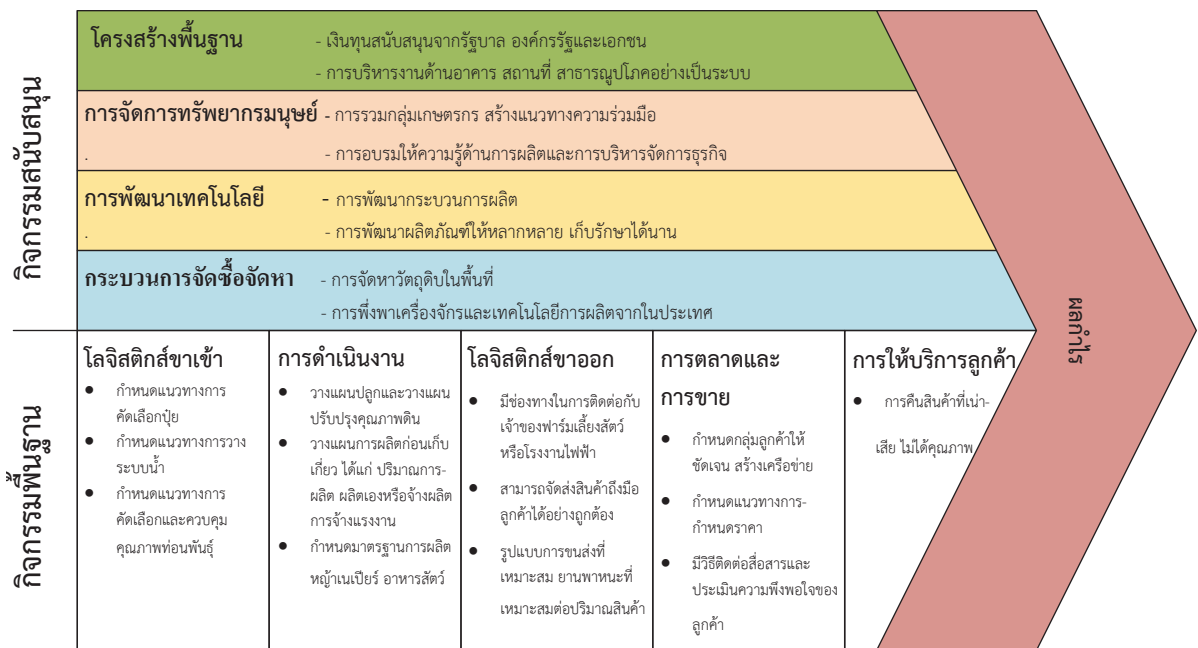 กิจกรรมสนับสนุน
โครงสร้างพื้นฐาน - เงินทุนสนับสนุนจากรัฐบาล องค์กรรัฐและเอกชน
- การบริหารงานด้านอาคาร สถานที่ สาธารณูปโภคอย่างเป็นระบบ
การจัดการทรัพยากรมนุษย์ - การรวมกลุ่มเกษตรกร สร้างแนวทางความร่วมมือ
. - การอบรมให้ความรู้ด้านการผลิตและการบริหารจัดการธุรกิจ
การพัฒนาเทคโนโลยี - การพัฒนากระบวนการผลิต
. - การพัฒนาผลิตภัณฑ์ให้หลากหลาย เก็บรักษาได้นาน
กระบวนการจัดซื้อจัดหา - การจัดหาวัตถุดิบในพื้นที่
- การพึ่งพาเครื่องจักรและเทคโนโลยีการผลิตจากในประเทศ
ผลกำไร
กิจกรรมพื้นฐาน
โลจิสติกส์ขาเข้า
● กำหนดแนวทางการ
คัดเลือกปุ๋ย
● กำหนดแนวทางการวาง
ระบบน้ำ
● กำหนดแนวทางการ
คัดเลือกและควบคุม
คุณภาพท่อนพันธุ์
การดำเนินงาน
● วางแผนปลูกและวางแผน
ปรับปรุงคุณภาพดิน
● วางแผนการผลิตก่อนเก็บ
เกี่ยว ได้แก่ ปริมาณการ-
ผลิต ผลิตเองหรือจ้างผลิต
การจ้างแรงงาน
● กำหนดมาตรฐานการผลิต
หญ้าเนเปียร์ อาหารสัตว์
โลจิสติกส์ขาออก
● มีช่องทางในการติดต่อกับ
เจ้าของฟาร์มเลี้ยงสัตว์
หรือโรงงานไฟฟ้า
● สามารถจัดส่งสินค้าถึงมือ
ลูกค้าได้อย่างถูกต้อง
● รูปแบบการขนส่งที่
เหมาะสม ยานพาหนะที่
เหมาะสมต่อปริมาณสินค้า
การตลาดและ
การขาย
● กำหนดกลุ่มลูกค้าให้
ชัดเจน สร้างเครือข่าย
● กำหนดแนวทางการ-
กำหนดราคา
● มีวิธีติดต่อสื่อสารและ
ประเมินความพึงพอใจของ
ลูกค้า
การให้บริการลูกค้า
● การคืนสินค้าที่เน่า-
เสีย ไม่ได้คุณภาพ